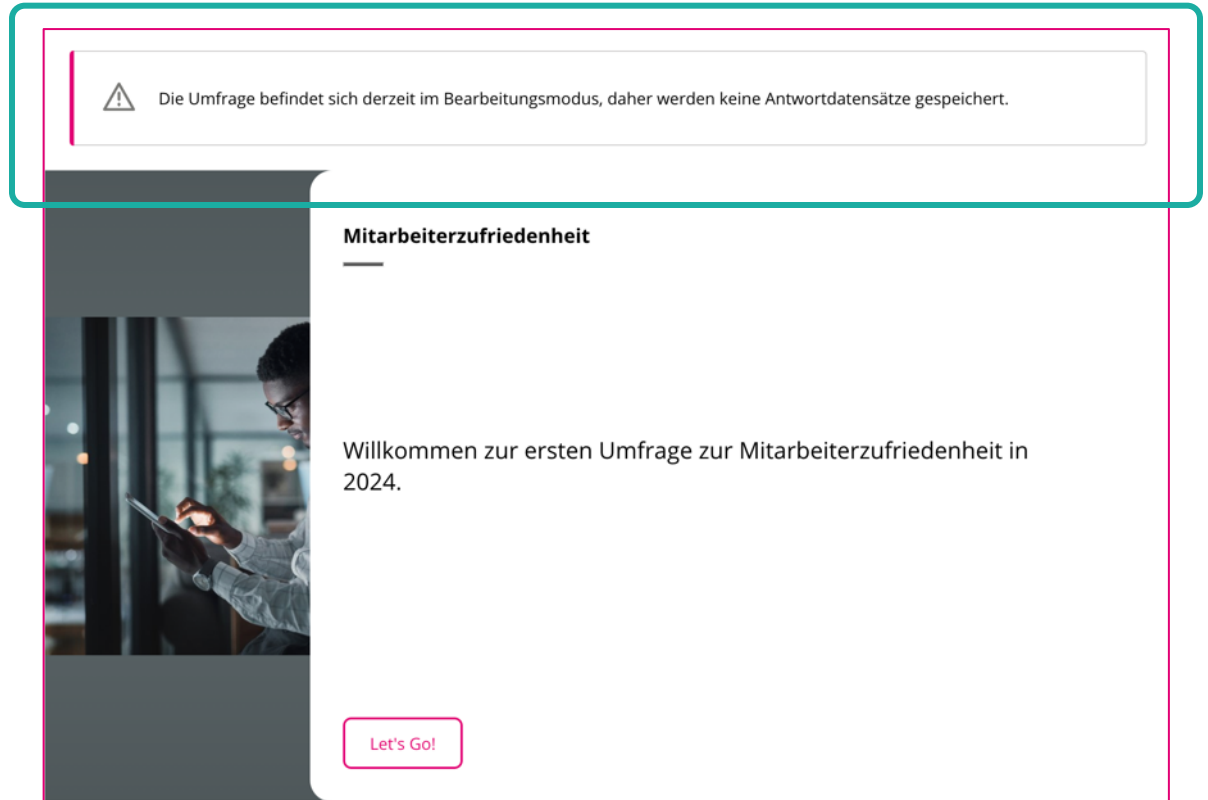 Die Umfrage befindet sich derzeit im Bearbeitungsmodus, daher werden keine Antwortdatensätze gespeichert.
Mitarbeiterzufriedenheit
Willkommen zur ersten Umfrage zur Mitarbeiterzufriedenheit in
2024.
Let's Go!